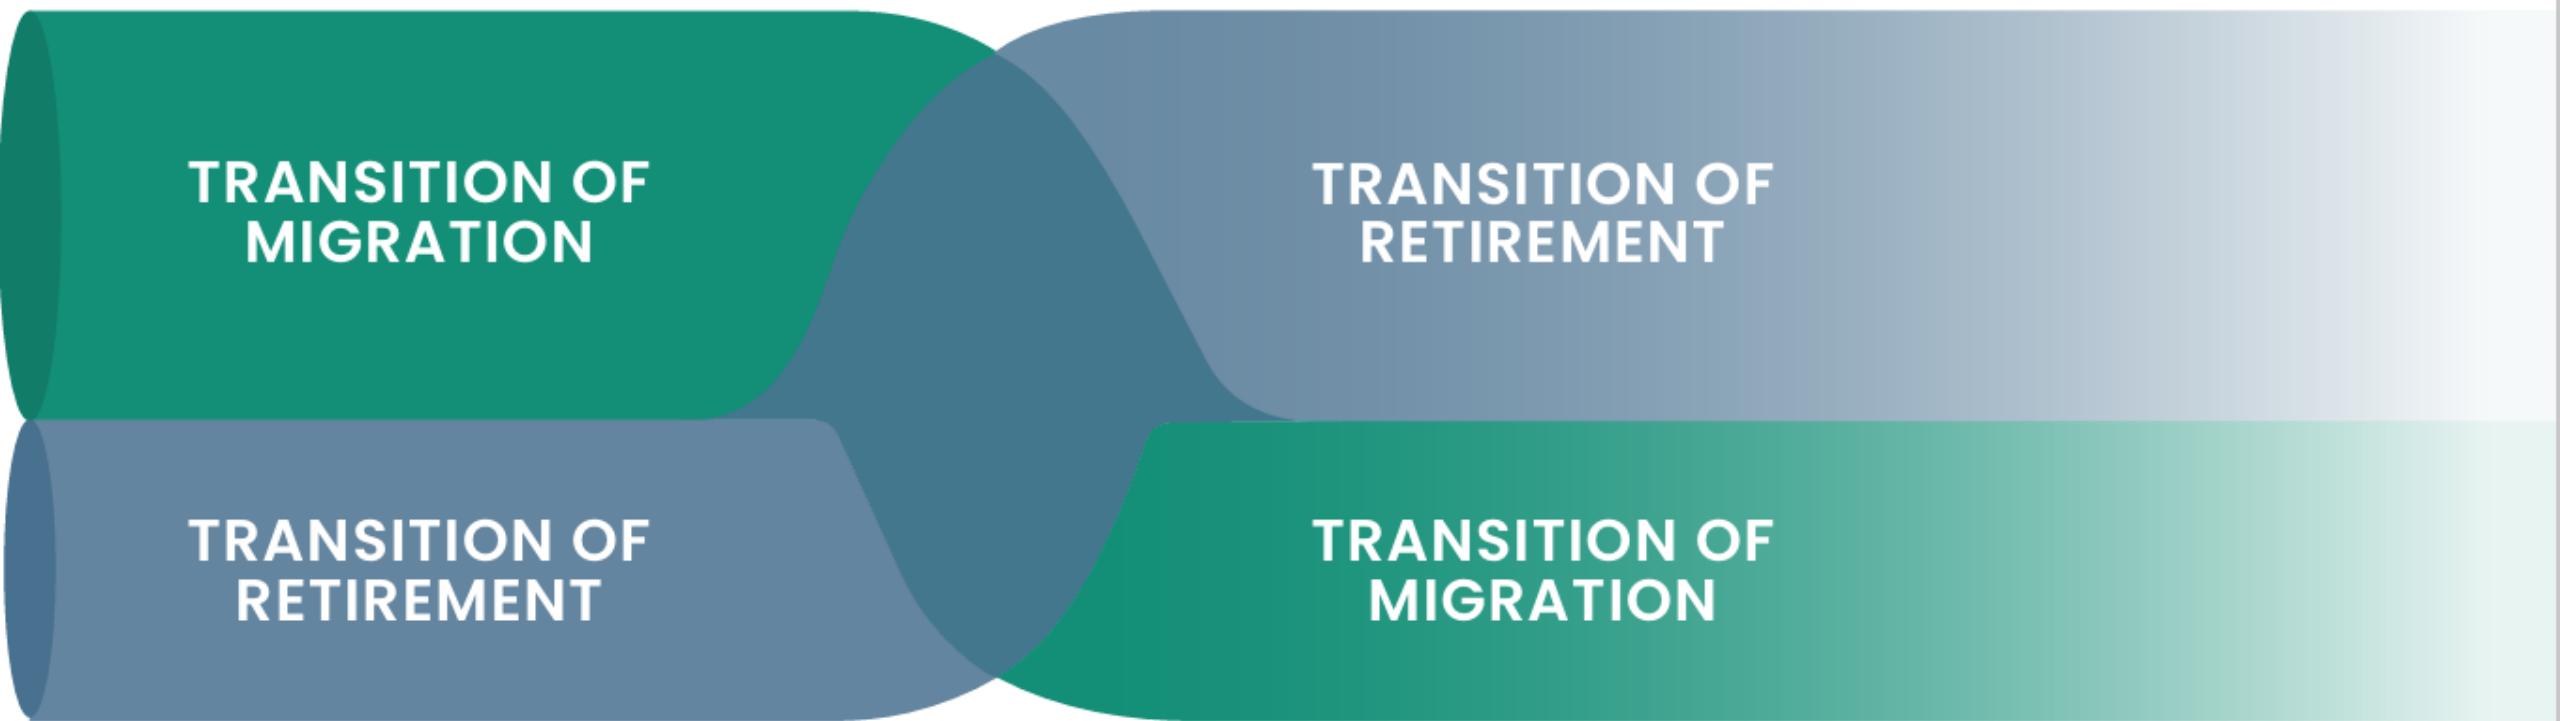 TRANSITION OF
MIGRATION
TRANSITION OF
RETIREMENT
TRANSITION OF
RETIREMENT
TRANSITION OF
MIGRATION